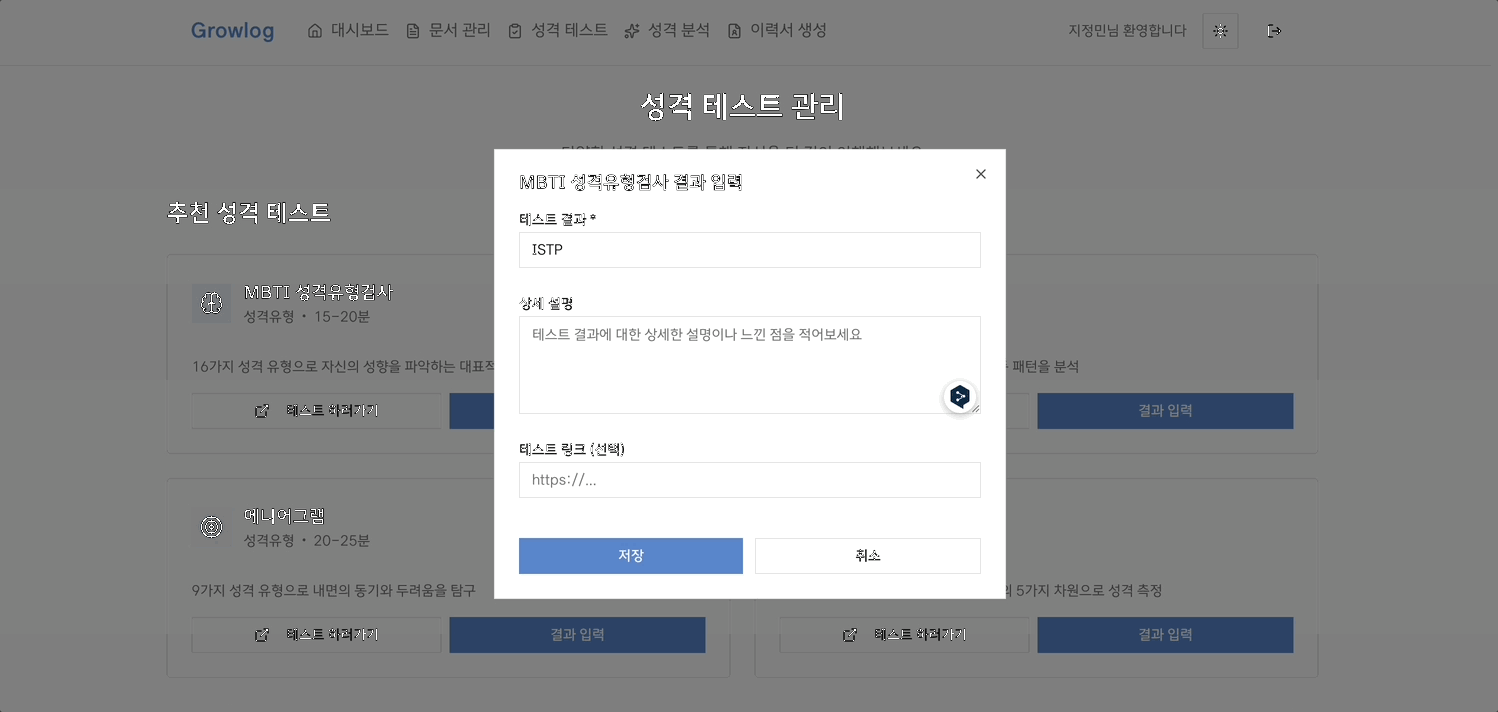 Growlog 대시보드 문서 관리 성격 테스트 성격 분석 이력서 생성 지정민님 환영합니다
성격 테스트 관리
추천 성격 테스트
MBTI 성격유형검사 결과 입력
테스트 결과 *
ISTP
상세 설명
테스트 결과에 대한 상세한 설명이나 느낀 점을 적어보세요
테스트 링크 (선택)
https://...
저장 취소
MBTI 성격유형검사
성격유형 • 15-20분
16가지 성격 유형으로 자신의 성향을 파악하는 대표적
패턴을 분석
테스트 하러가기
결과 입력
에니어그램
성격유형 • 20-25분
9가지 성격 유형으로 내면의 동기와 두려움을 탐구
5가지 차원으로 성격 측정
테스트 하러가기 결과 입력
테스트 하러가기 결과 입력